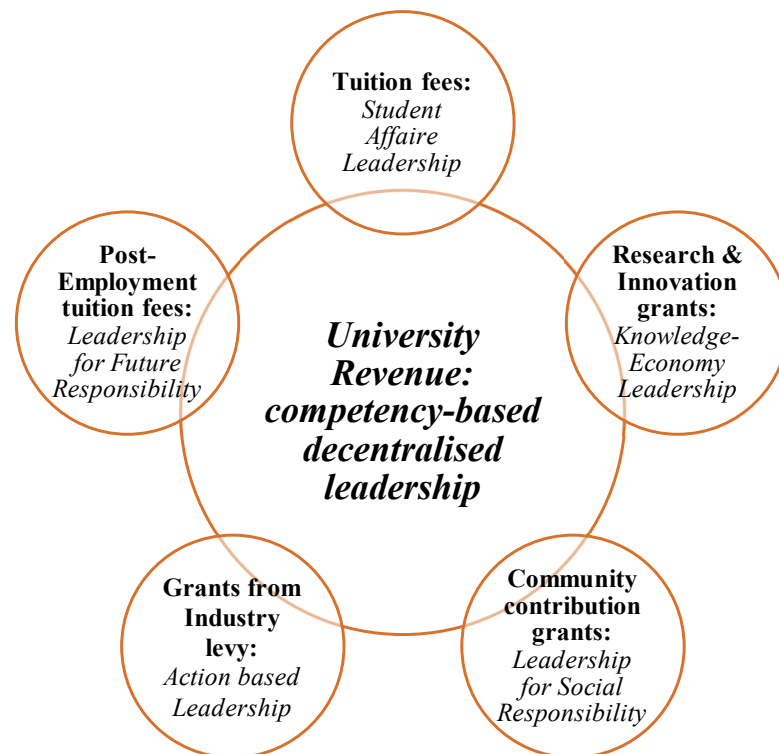 Tuition fees:
Student
Affaire
Leadership
Post-
Employment
tuition fees:
Leadership
for Future
Responsibility
Research &
Innovation
grants:
Knowledge-
Economy
Leadership
University
Revenue:
competency-based
decentralised
leadership
Grants from
Industry
levy:
Action based
Leadership
Community
contribution
grants:
Leadership
for Social
Responsibility